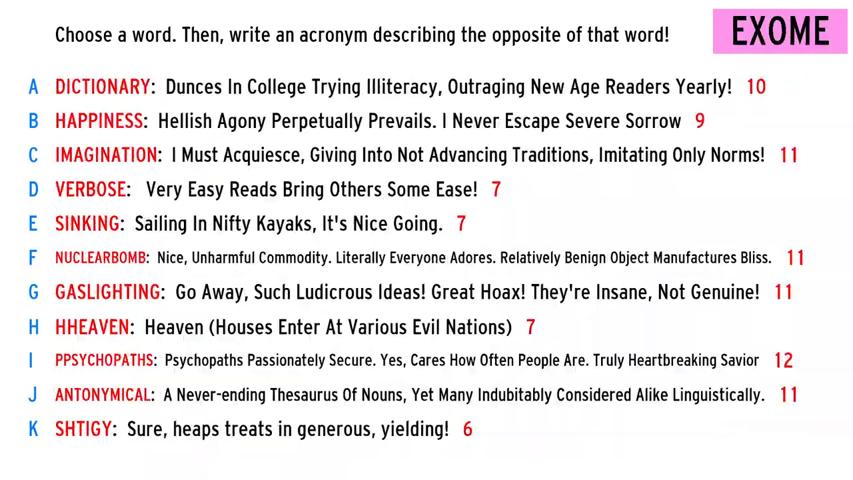 Choose a word. Then, write an acronym describing the opposite of that word!
EXOME
A DICTIONARY: Dunces In College Trying Illiteracy, Outraging New Age Readers Yearly! 10
B HAPPINESS: Hellish Agony Perpetually Prevails. I Never Escape Severe Sorrow 9
C IMAGINATION: I Must Acquiesce, Giving Into Not Advancing Traditions, Imitating Only Norms! 11
D VERBOSE: Very Easy Reads Bring Others Some Ease! 7
E SINKING: Sailing In Nifty Kayaks, It's Nice Going. 7
F NUCLEARBOMB: Nice, Unharmful Commodity. Literally Everyone Adores. Relatively Benign Object Manufactures Bliss. 11
G GASLIGHTING: Go Away, Such Ludicrous Ideas! Great Hoax! They're Insane, Not Genuine! 11
H HHEAVEN: Heaven (Houses Enter At Various Evil Nations) 7
I PPSYCHOPATHS: Psychopaths Passionately Secure. Yes, Cares How Often People Are. Truly Heartbreaking Savior 12
J ANTONYMICAL: A Never-ending Thesaurus Of Nouns, Yet Many Indubitably Considered Alike Linguistically. 11
K SHTIGY: Sure, heaps treats in generous, yielding! 6